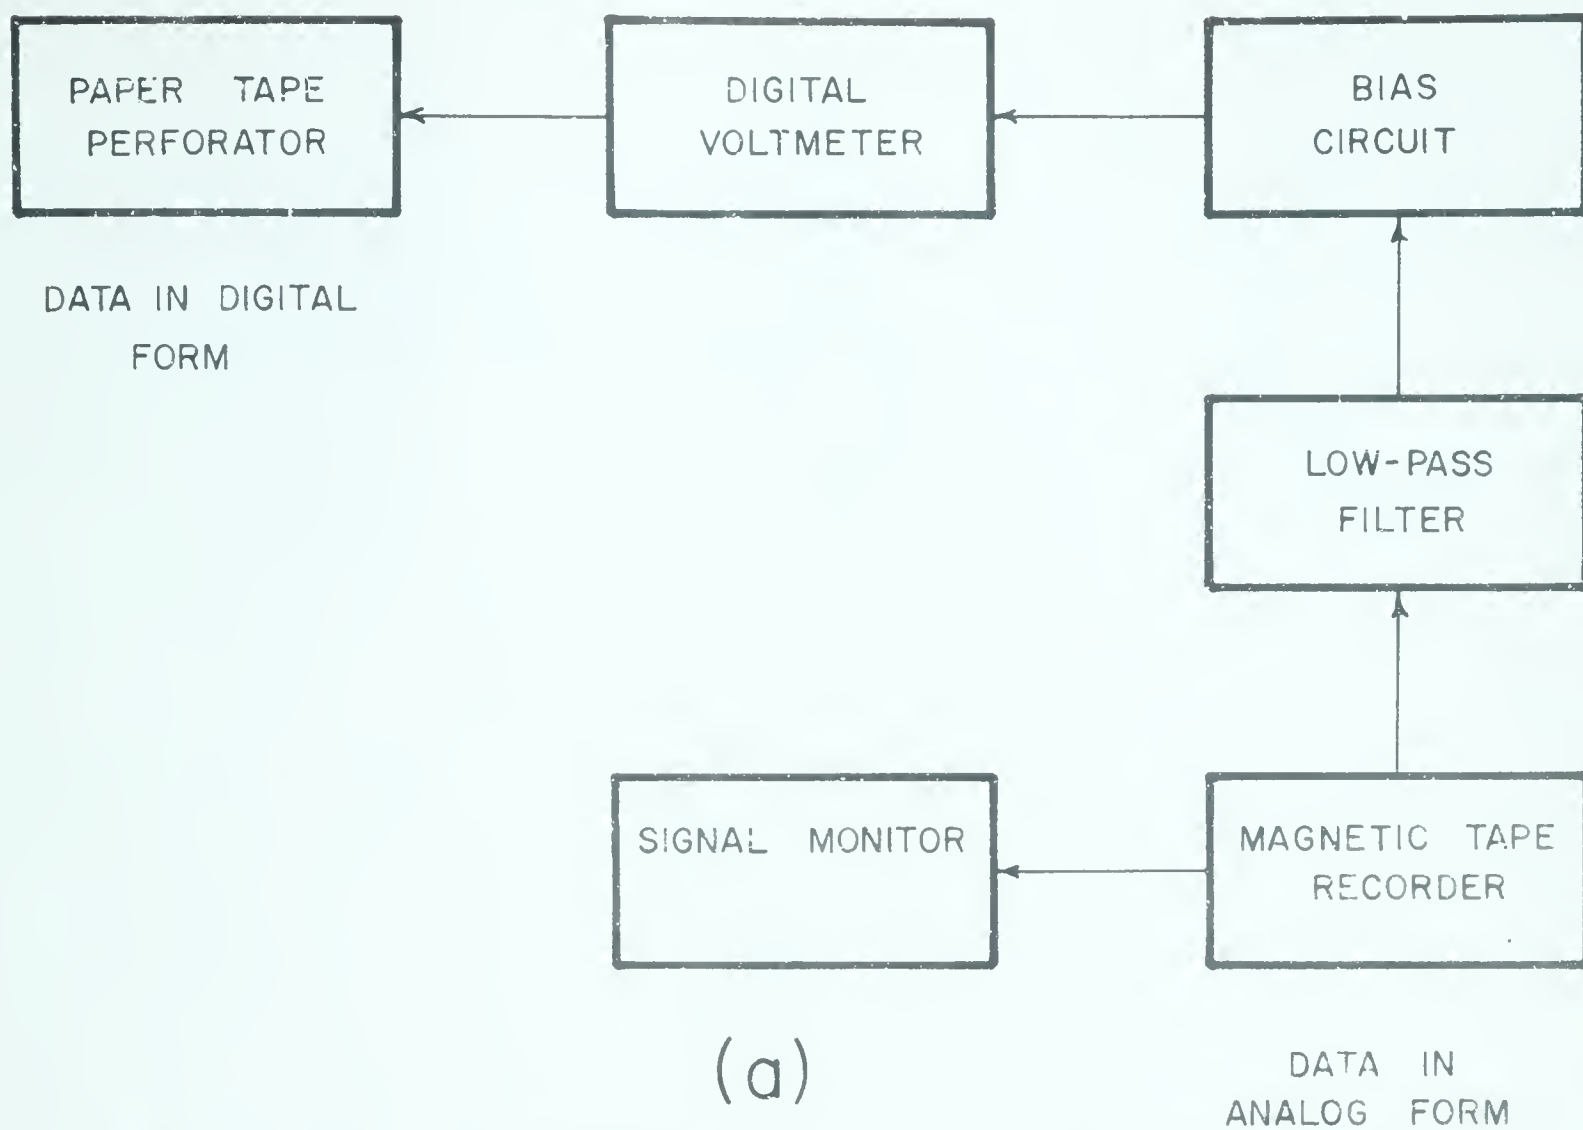 PAPER TAPE
PERFORATOR
DIGITAL
VOLTMETER
BIAS
CIRCUIT
DATA IN DIGITAL
FORM
LOW-PASS
FILTER
SIGNAL MONITOR
MAGNETIC TAPE
RECORDER
(a)
DATA IN
ANALOG FORM